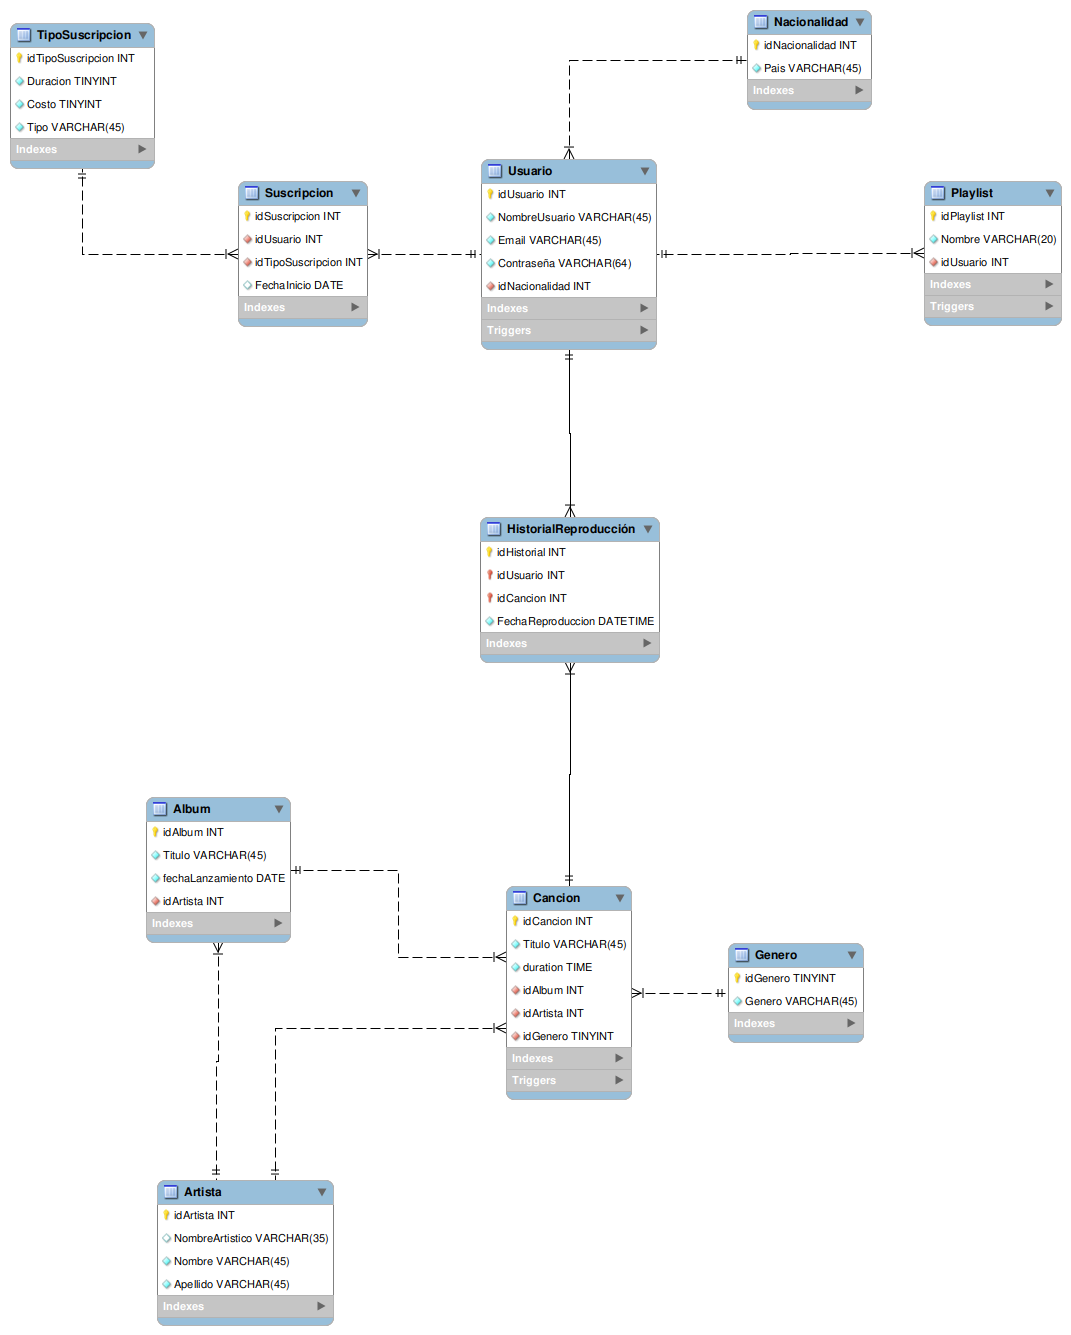 TipoSuscripcion
idTipoSuscripcion INT
Duracion TINYINT
Costo TINYINT
Tipo VARCHAR(45)
Indexes
Nacionalidad
idNacionalidad INT
Pais VARCHAR(45)
Indexes
Suscripcion
idSuscripcion INT
idUsuario INT
idTipoSuscripcion INT
FechaInicio DATE
Indexes
Usuario
idUsuario INT
NombreUsuario VARCHAR(45)
Email VARCHAR(45)
Contraseña VARCHAR(64)
idNacionalidad INT
Indexes
Triggers
Playlist
idPlaylist INT
Nombre VARCHAR(20)
idUsuario INT
Indexes
Triggers
HistorialReproducción
idHistorial INT
idUsuario INT
idCancion INT
FechaReproduccion DATETIME
Indexes
Album
idAlbum INT
Titulo VARCHAR(45)
fechaLanzamiento DATE
idArtista INT
Indexes
Cancion
idCancion INT
Titulo VARCHAR(45)
duration TIME
idAlbum INT
idArtista INT
idGenero TINYINT
Indexes
Triggers
Genero
idGenero TINYINT
Genero VARCHAR(45)
Indexes
Artista
idArtista INT
NombreArtistico VARCHAR(35)
Nombre VARCHAR(45)
Apellido VARCHAR(45)
Indexes